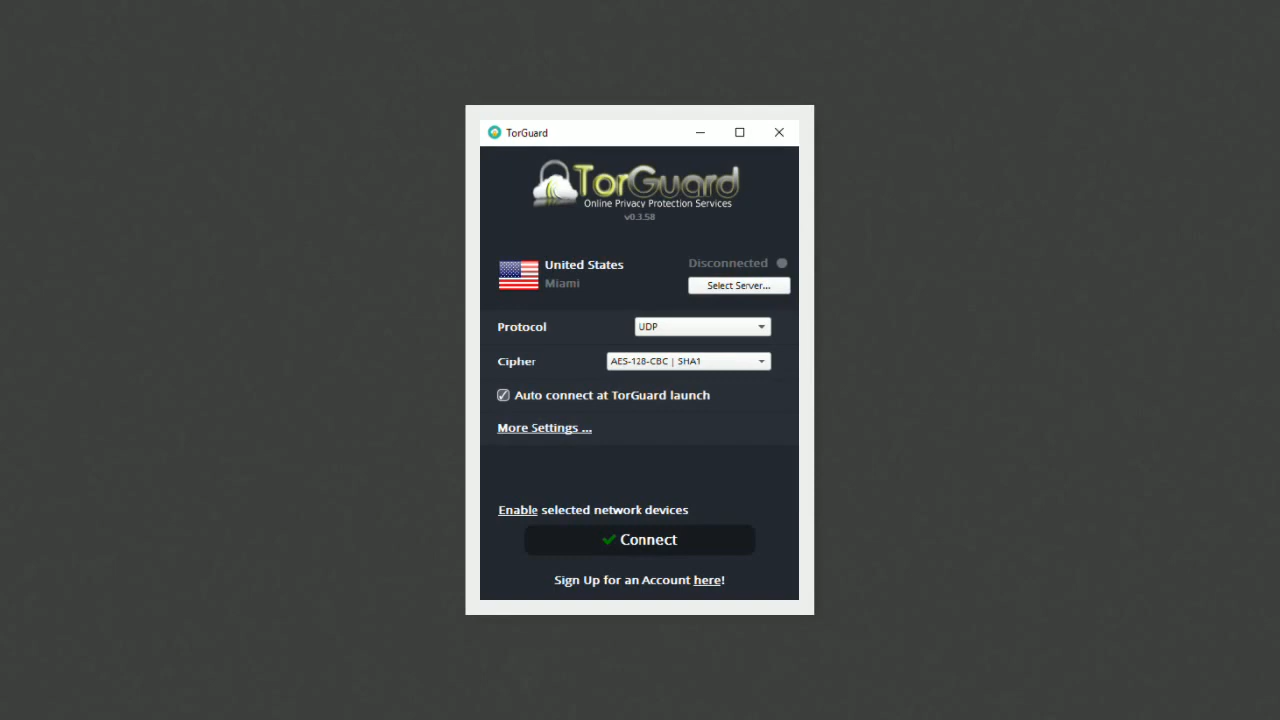 TorGuard
TorGuard
Online Privacy Protection Services
v0.3.58
United States
Disconnected
Miami
Select Server...
Protocol
UDP
Cipher
AES-128-CBC | SHA1
Auto connect at TorGuard launch
More Settings ...
Enable selected network devices
Connect
Sign Up for an Account here!